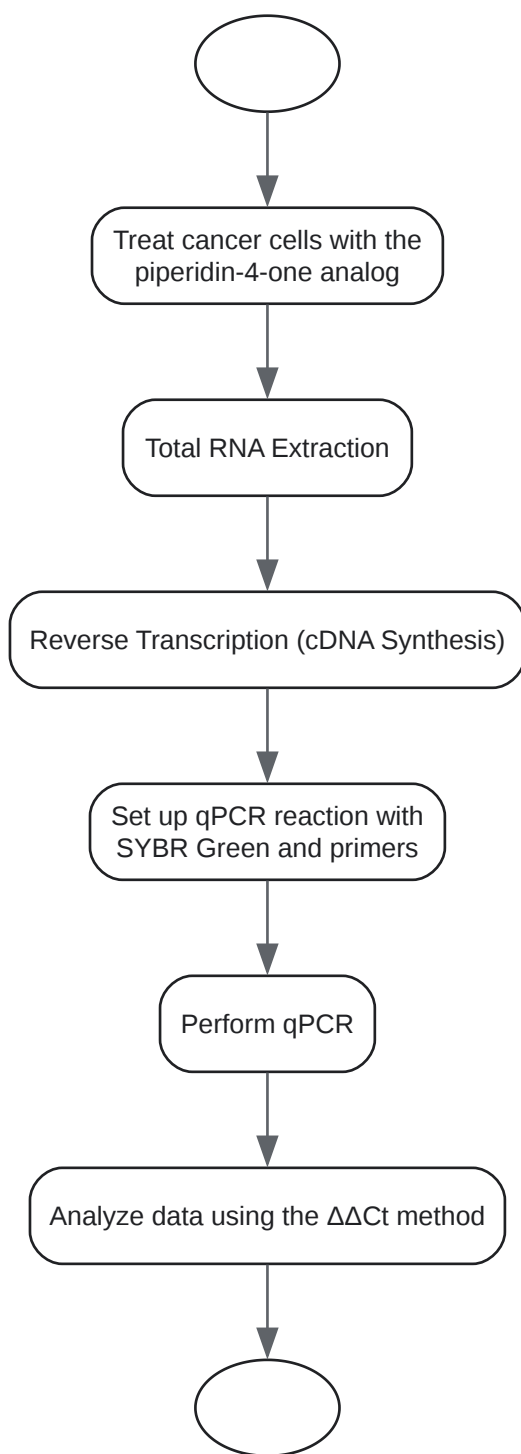 Treat cancer cells with the
piperidin-4-one analog
Total RNA Extraction
Reverse Transcription (cDNA Synthesis)
Set up qPCR reaction with
SYBR Green and primers
Perform qPCR
Analyze data using the ΔΔCt method